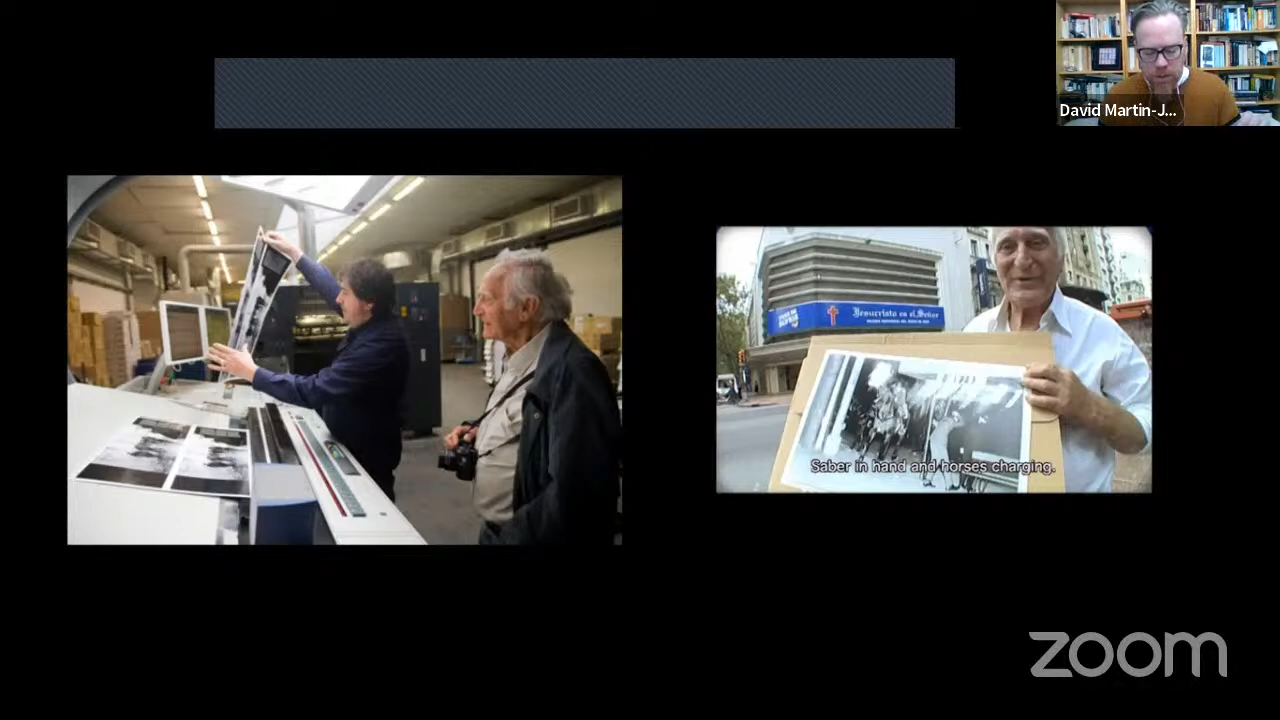 David Martin-J...
Jesucristo es el Señor
Saber in hand and horses charging.
zoom